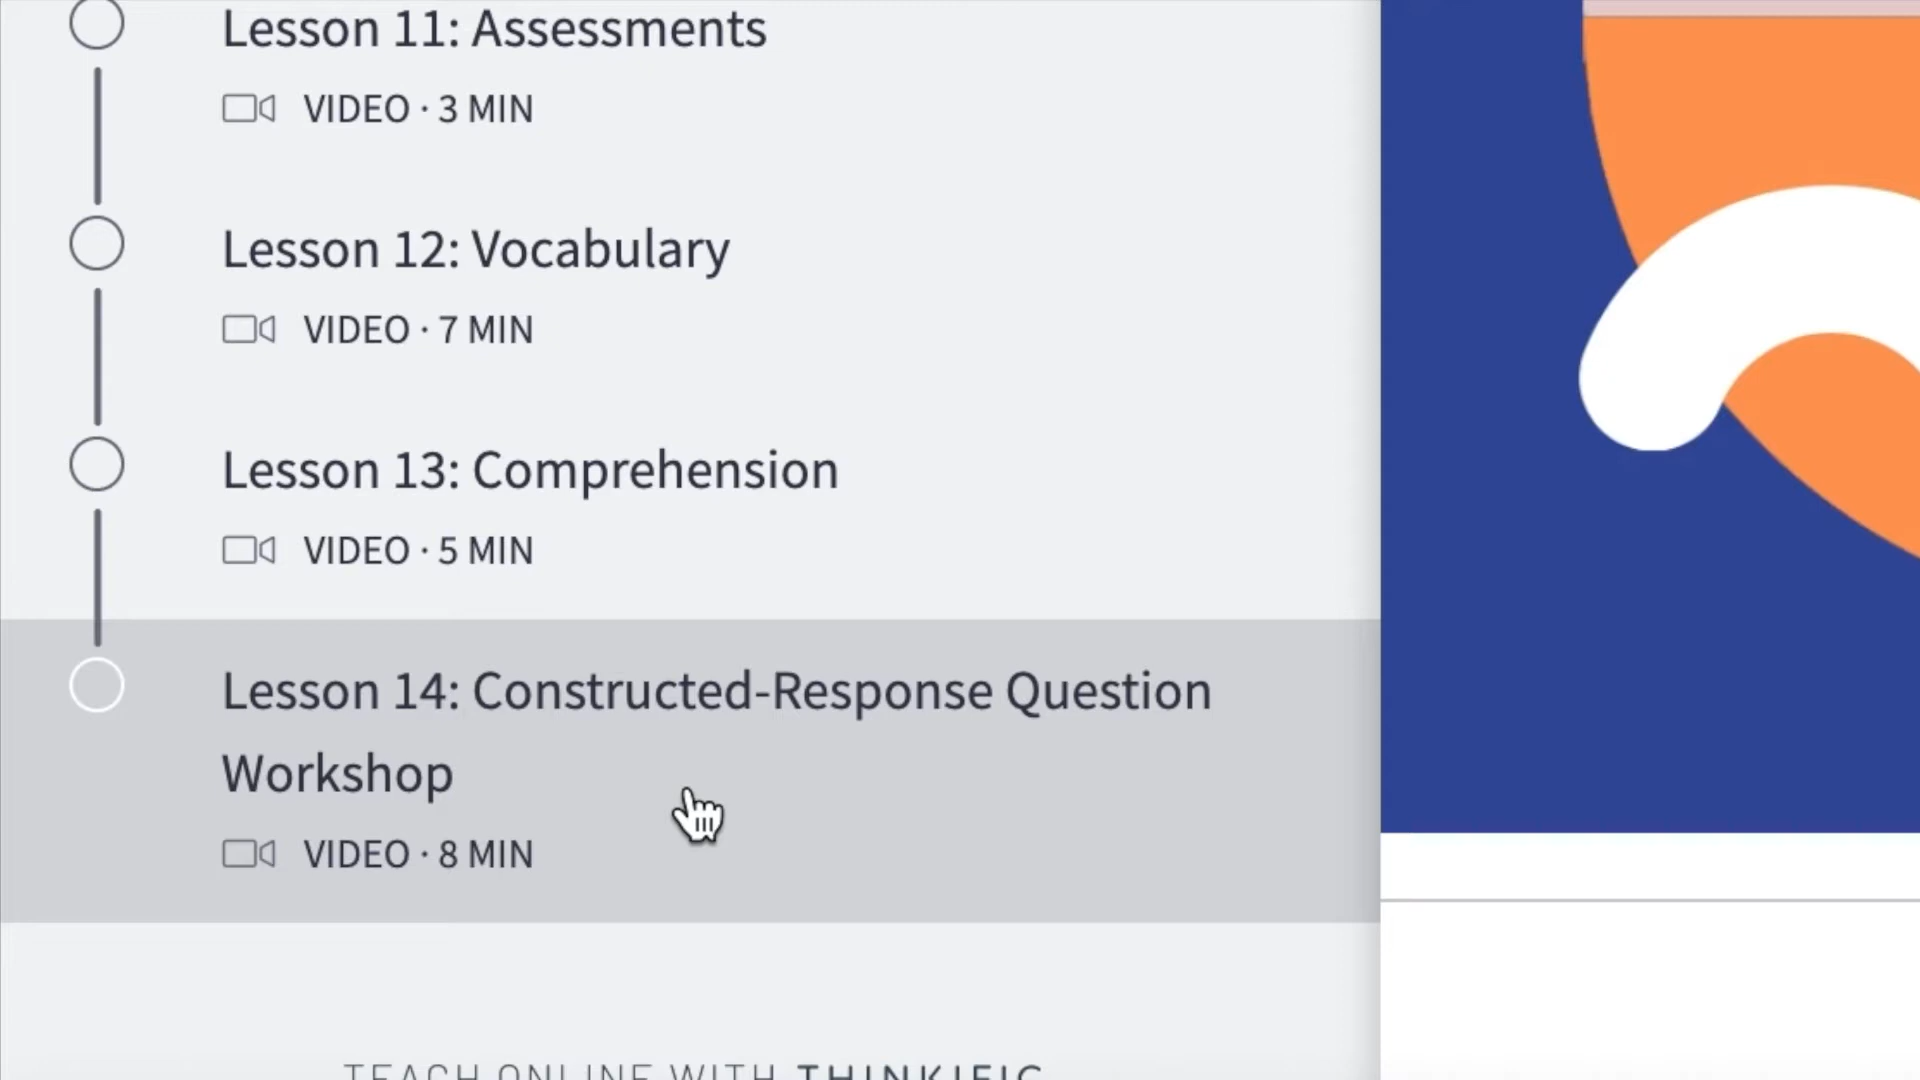 Lesson 11: Assessments
VIDEO · 3 MIN
Lesson 12: Vocabulary
VIDEO · 7 MIN
Lesson 13: Comprehension
VIDEO · 5 MIN
Lesson 14: Constructed-Response Question
Workshop
VIDEO · 8 MIN
TEACH ONLINE WITH THINKIFIC